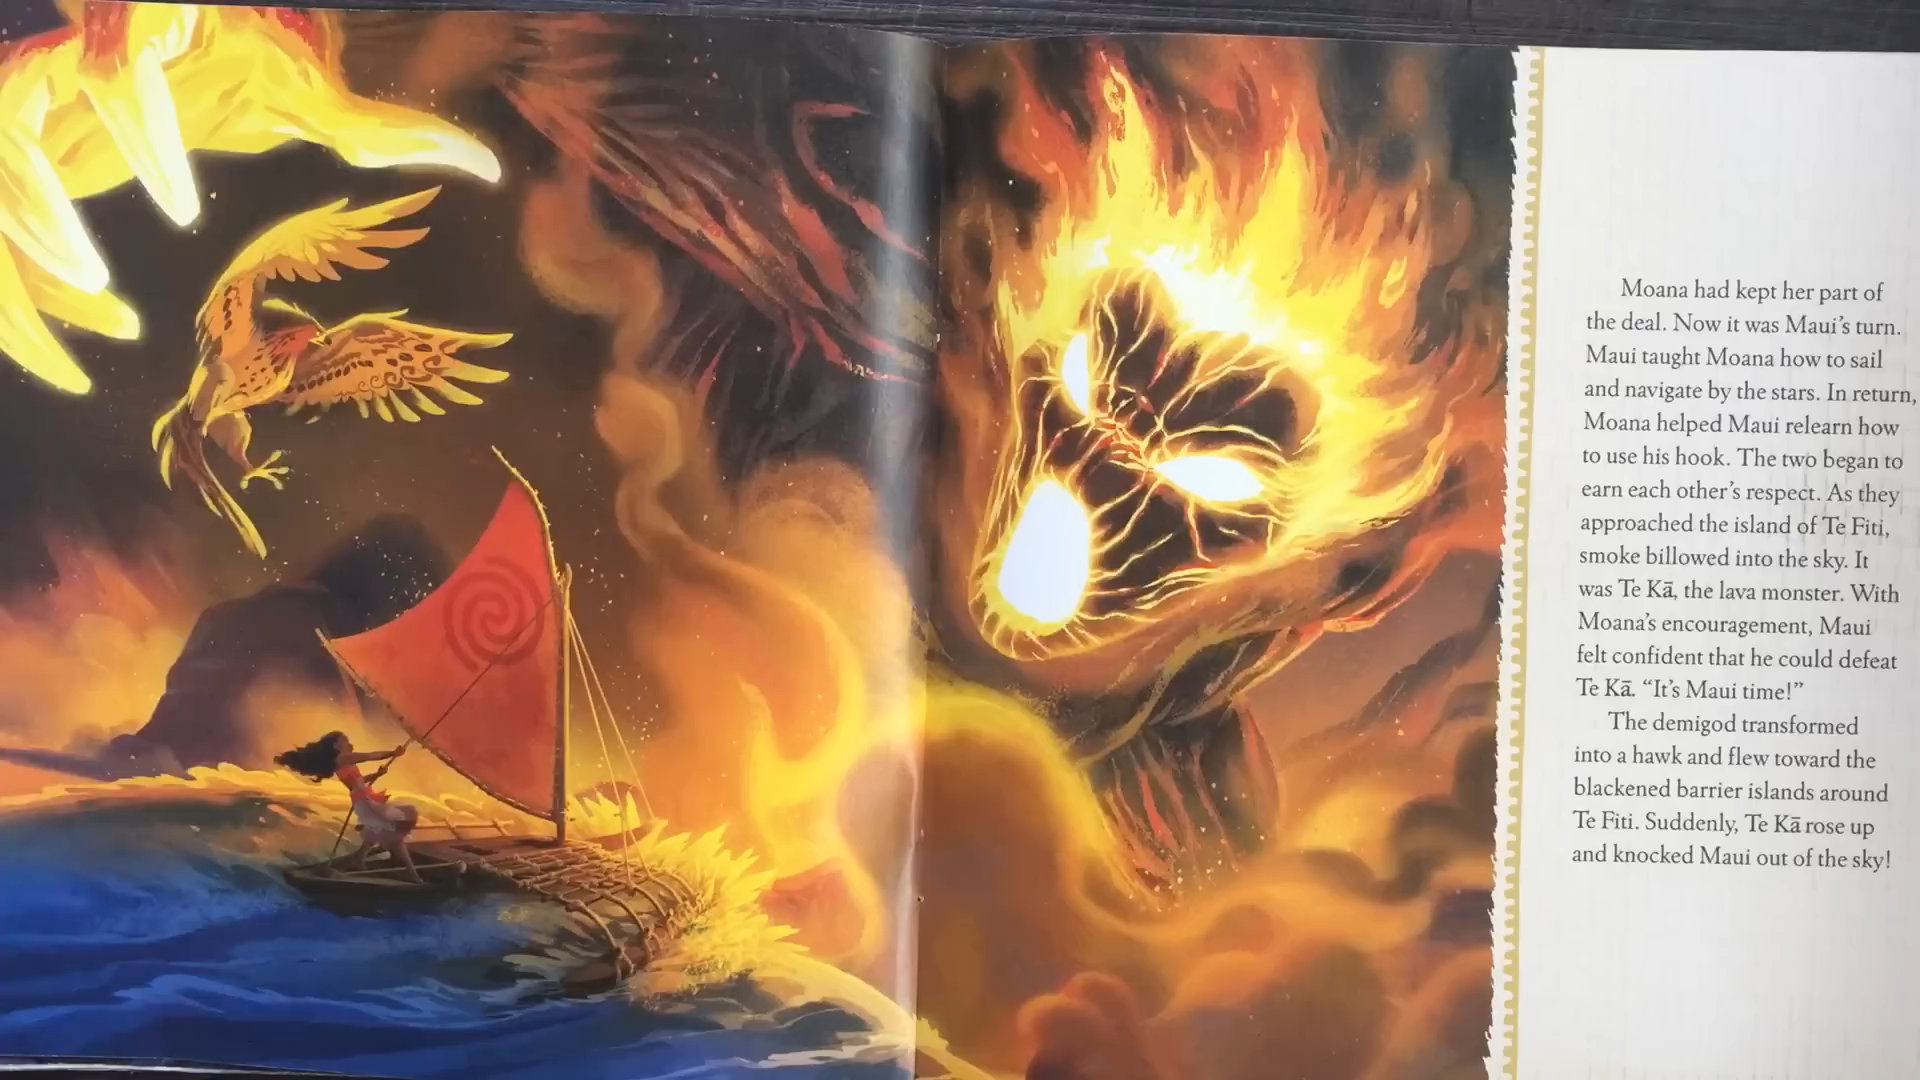 Moana had kept her part of
the deal. Now it was Maui’s turn.
Maui taught Moana how to sail
and navigate by the stars. In return,
Moana helped Maui relearn how
to use his hook. The two began to
earn each other’s respect. As they
approached the island of Te Fiti,
smoke billowed into the sky. It
was Te Kā, the lava monster. With
Moana’s encouragement, Maui
felt confident that he could defeat
Te Kā. “It’s Maui time!”
The demigod transformed
into a hawk and flew toward the
blackened barrier islands around
Te Fiti. Suddenly, Te Kā rose up
and knocked Maui out of the sky!